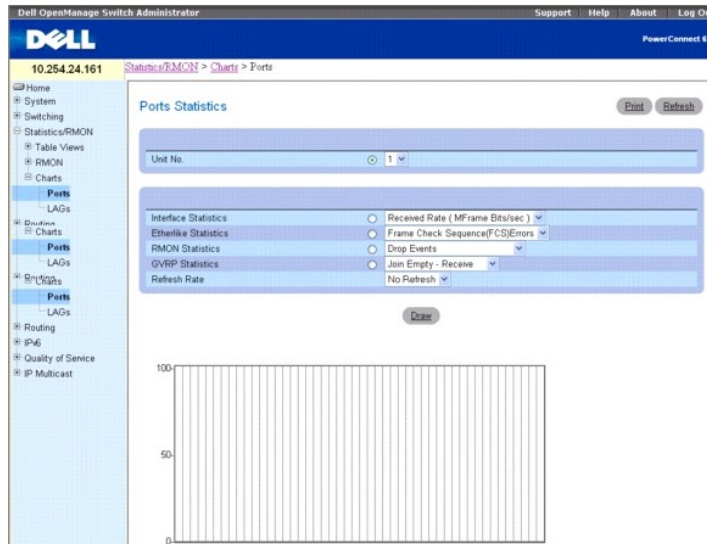 Dell OpenManage Switch Administrator
Support Help About Log O
DELL
PowerConnect 6
10.254.24.161
Statistics/RMON > Charts > Ports
Home
System
Switching
Statistics/RMON
Table Views
RMON
Charts
Ports
LAGs
Routing
Charts
Ports
LAGs
Routing
Charts
Ports
LAGs
Routing
IPv6
Quality of Service
IP Multicast
Ports Statistics
Print Refresh
Unit No. 1
Interface Statistics Received Rate ( MFrame Bits/sec )
Etherlike Statistics Frame Check Sequence(FCS)Errors
RMON Statistics Drop Events
GVRP Statistics Join Empty - Receive
Refresh Rate No Refresh
Draw
100
50
0